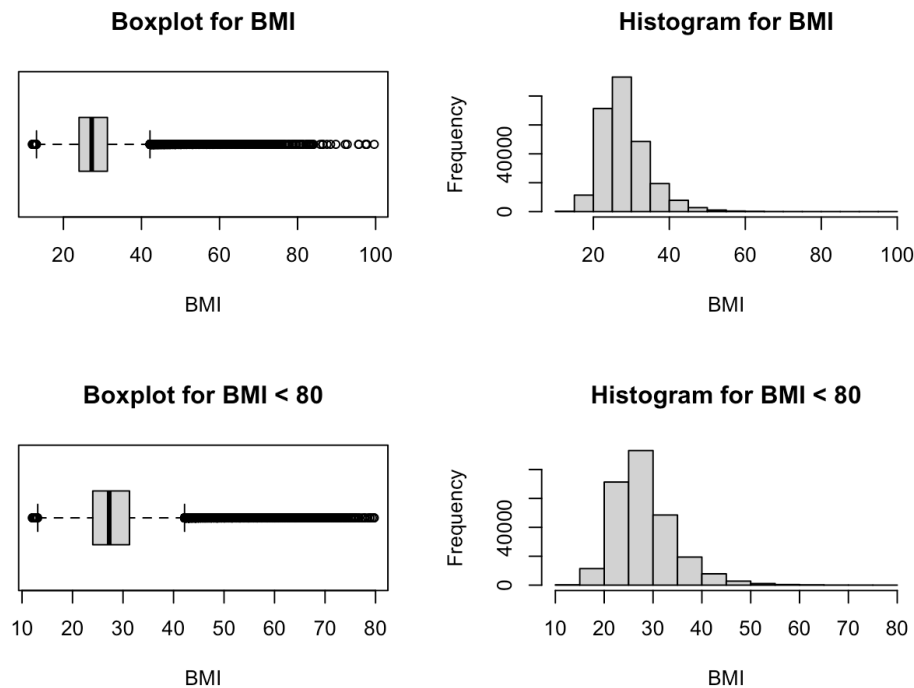 Boxplot for BMI
20 40 60 80 100
BMI
Histogram for BMI
Frequency
0 40000
20 40 60 80 100
BMI
Boxplot for BMI < 80
10 20 30 40 50 60 70 80
BMI
Histogram for BMI < 80
Frequency
0 40000
10 20 30 40 50 60 70 80
BMI